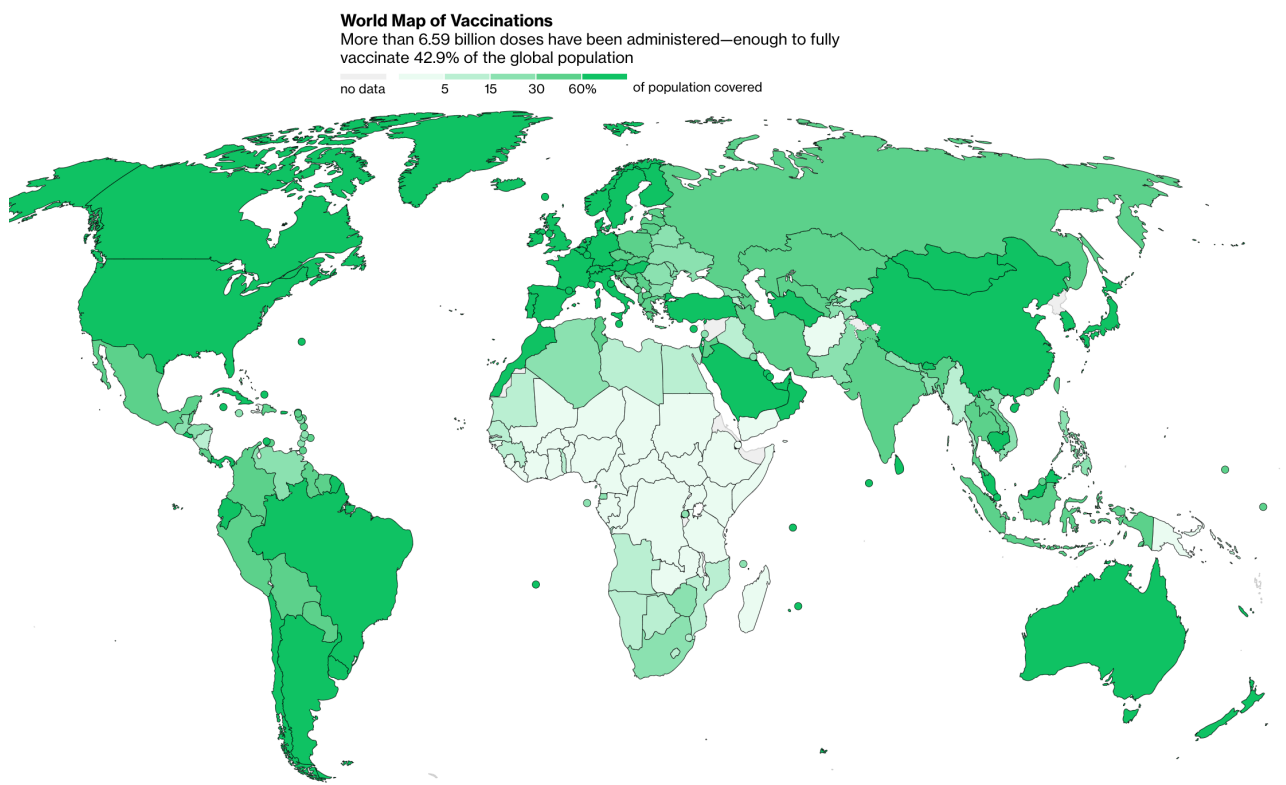 World Map of Vaccinations
More than 6.59 billion doses have been administered—enough to fully
vaccinate 42.9% of the global population
no data 5 15 30 60% of population covered